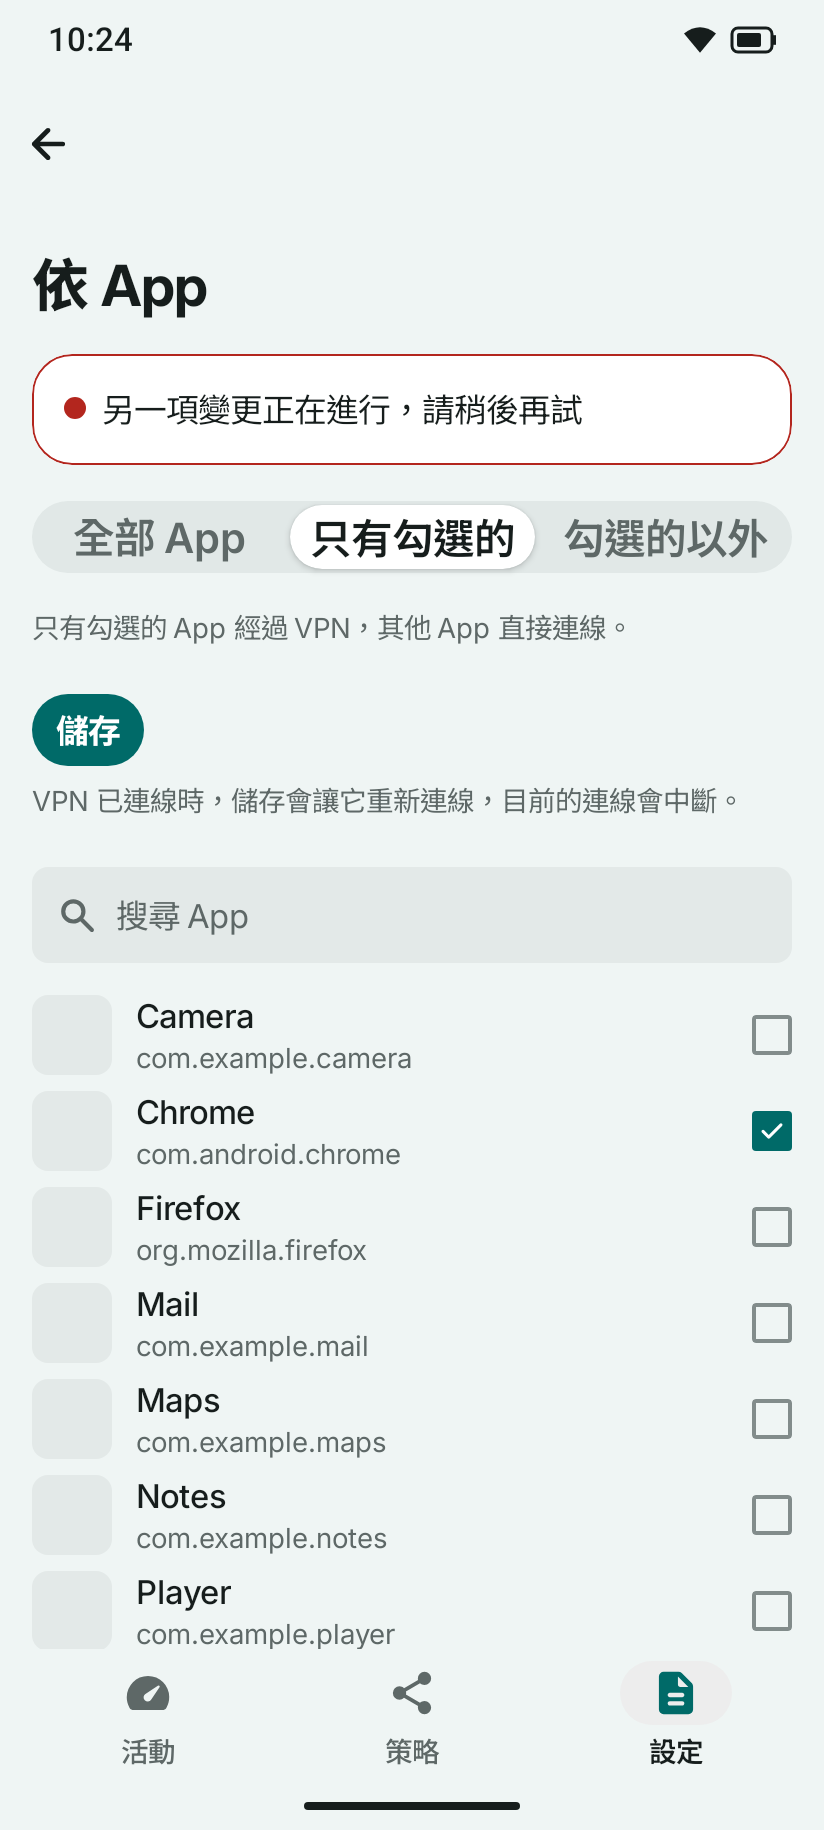 10:24
依 App
另一項變更正在進行，請稍後再試
全部 App
只有勾選的
勾選的以外
只有勾選的 App 經過 VPN，其他 App 直接連線。
儲存
VPN 已連線時，儲存會讓它重新連線，目前的連線會中斷。
搜尋 App
Camera
com.example.camera
Chrome
com.android.chrome
Firefox
org.mozilla.firefox
Mail
com.example.mail
Maps
com.example.maps
Notes
com.example.notes
Player
com.example.player
活動
策略
設定